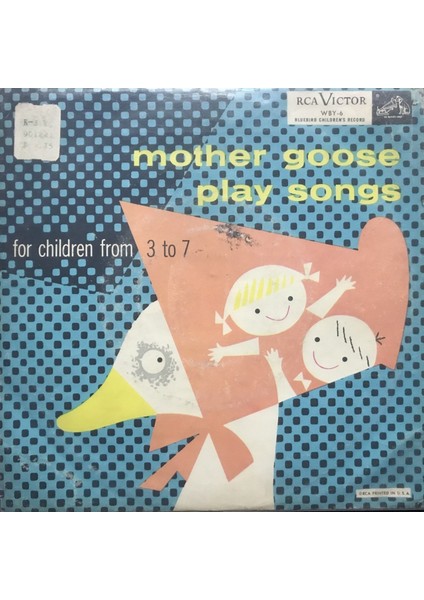 RCA VICTOR
WBY-6
BLUEBIRD CHILDREN'S RECORD
mother goose
play songs
for children from 3 to 7
©RCA PRINTED IN U.S.A.